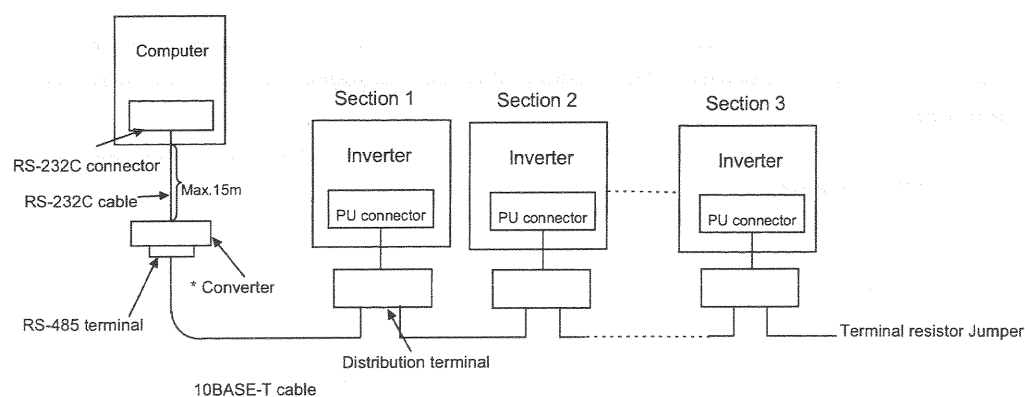 Computer
Section 1
Section 2
Section 3
Inverter
Inverter
Inverter
RS-232C connector
Max.15m
RS-232C cable
PU connector
PU connector
PU connector
* Converter
RS-485 terminal
Terminal resistor Jumper
Distribution terminal
10BASE-T cable